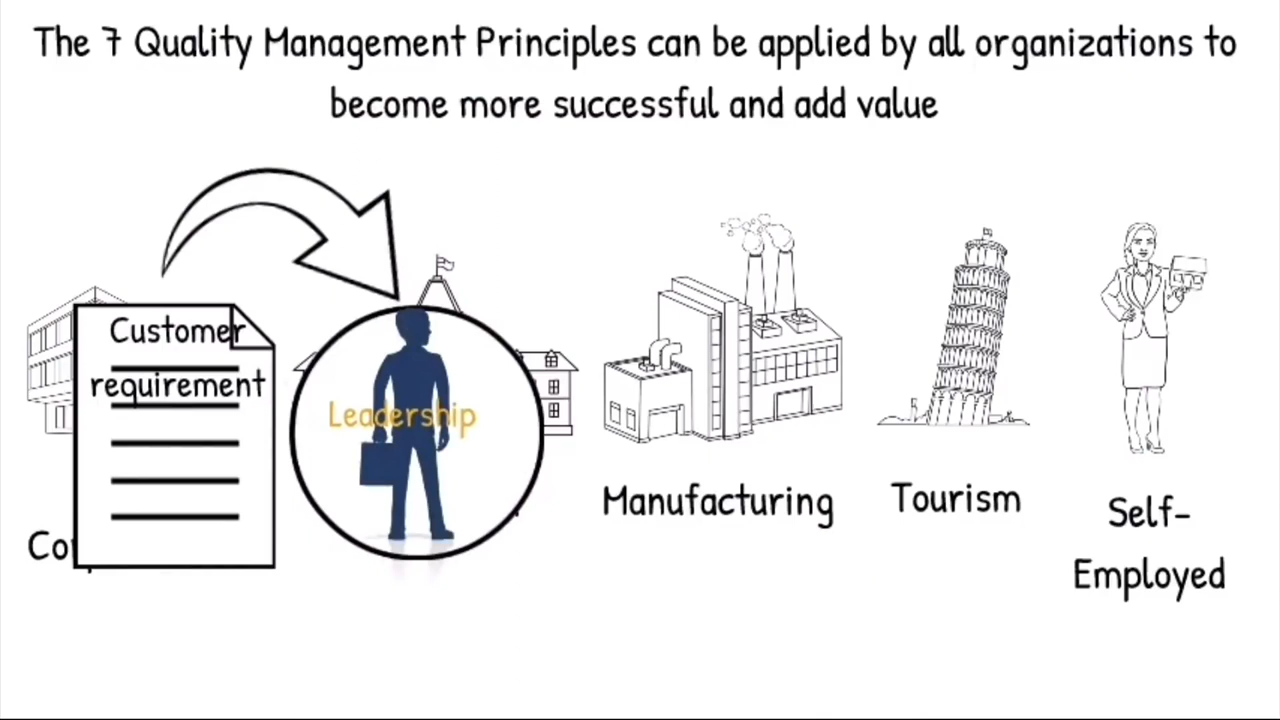 The 7 Quality Management Principles can be applied by all organizations to
become more successful and add value
Customer
requirement
Leadership
Manufacturing
Tourism
Self-
Employed